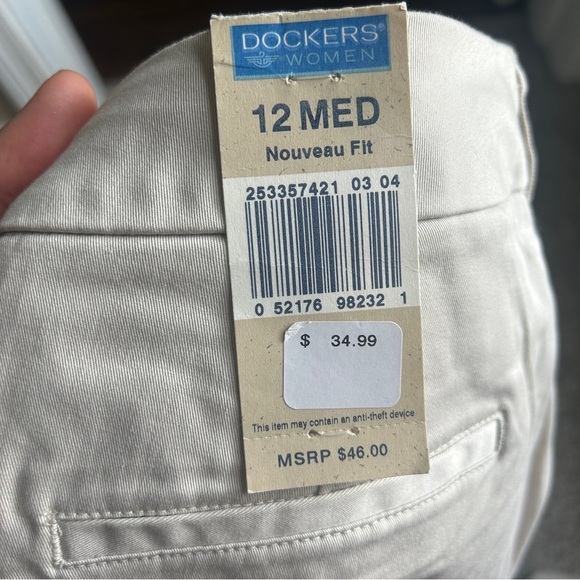 DOCKERS®
WOMEN
12 MED
Nouveau Fit
253357421 03 04
0 52176 98232 1
$ 34.99
This item may contain an anti-theft device
MSRP $46.00